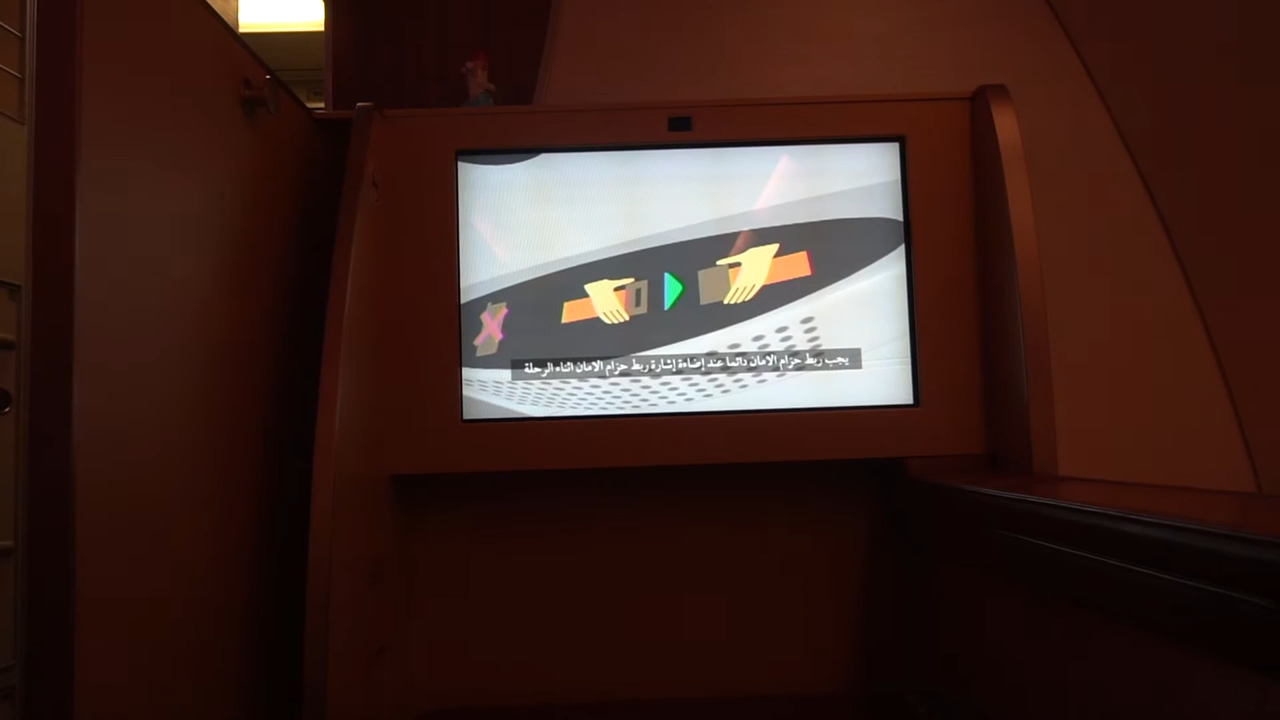 يجب ربط حزام الامان دائما عند إضاءة إشارة ربط حزام الامان اثناء الرحلة